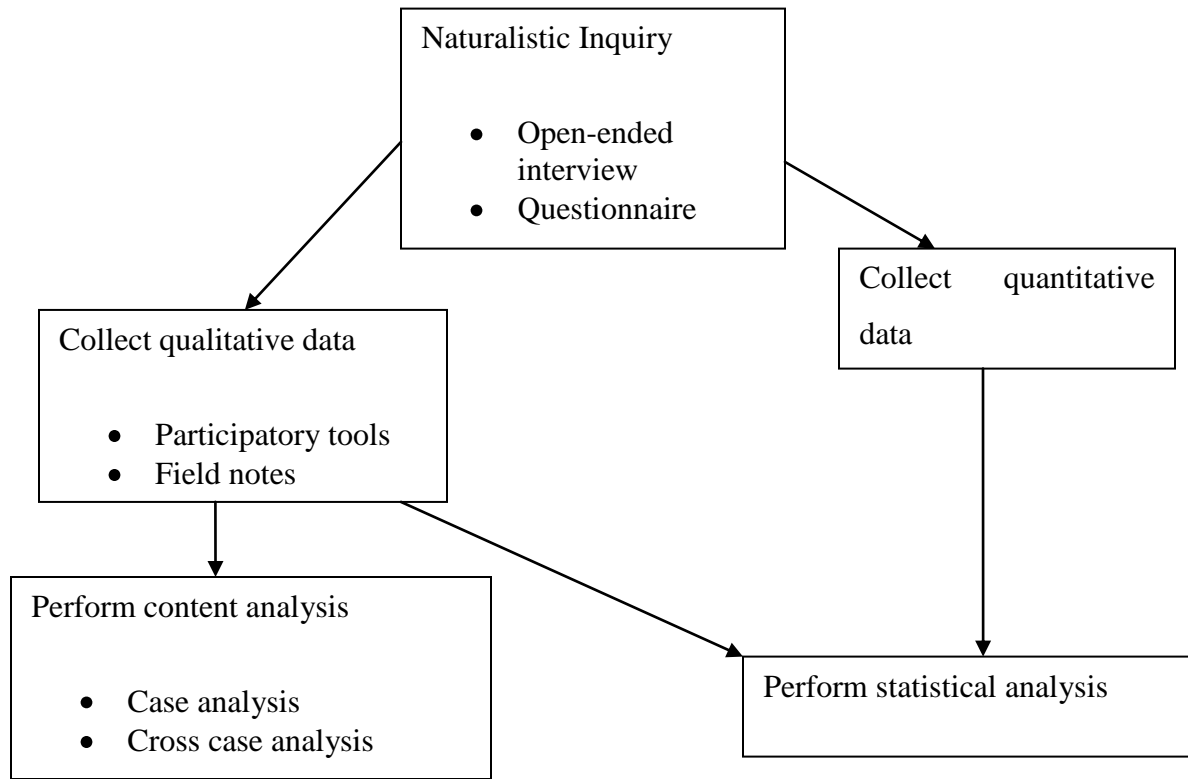 Naturalistic Inquiry
• Open-ended
interview
• Questionnaire
Collect quantitative
data
Collect qualitative data
• Participatory tools
• Field notes
Perform content analysis
• Case analysis
• Cross case analysis
Perform statistical analysis